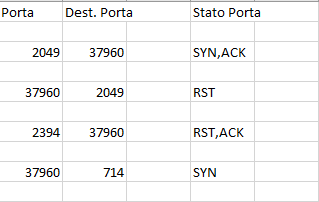 Porta Dest. Porta Stato Porta
2049 37960 SYN,ACK
37960 2049 RST
2394 37960 RST,ACK
37960 714 SYN